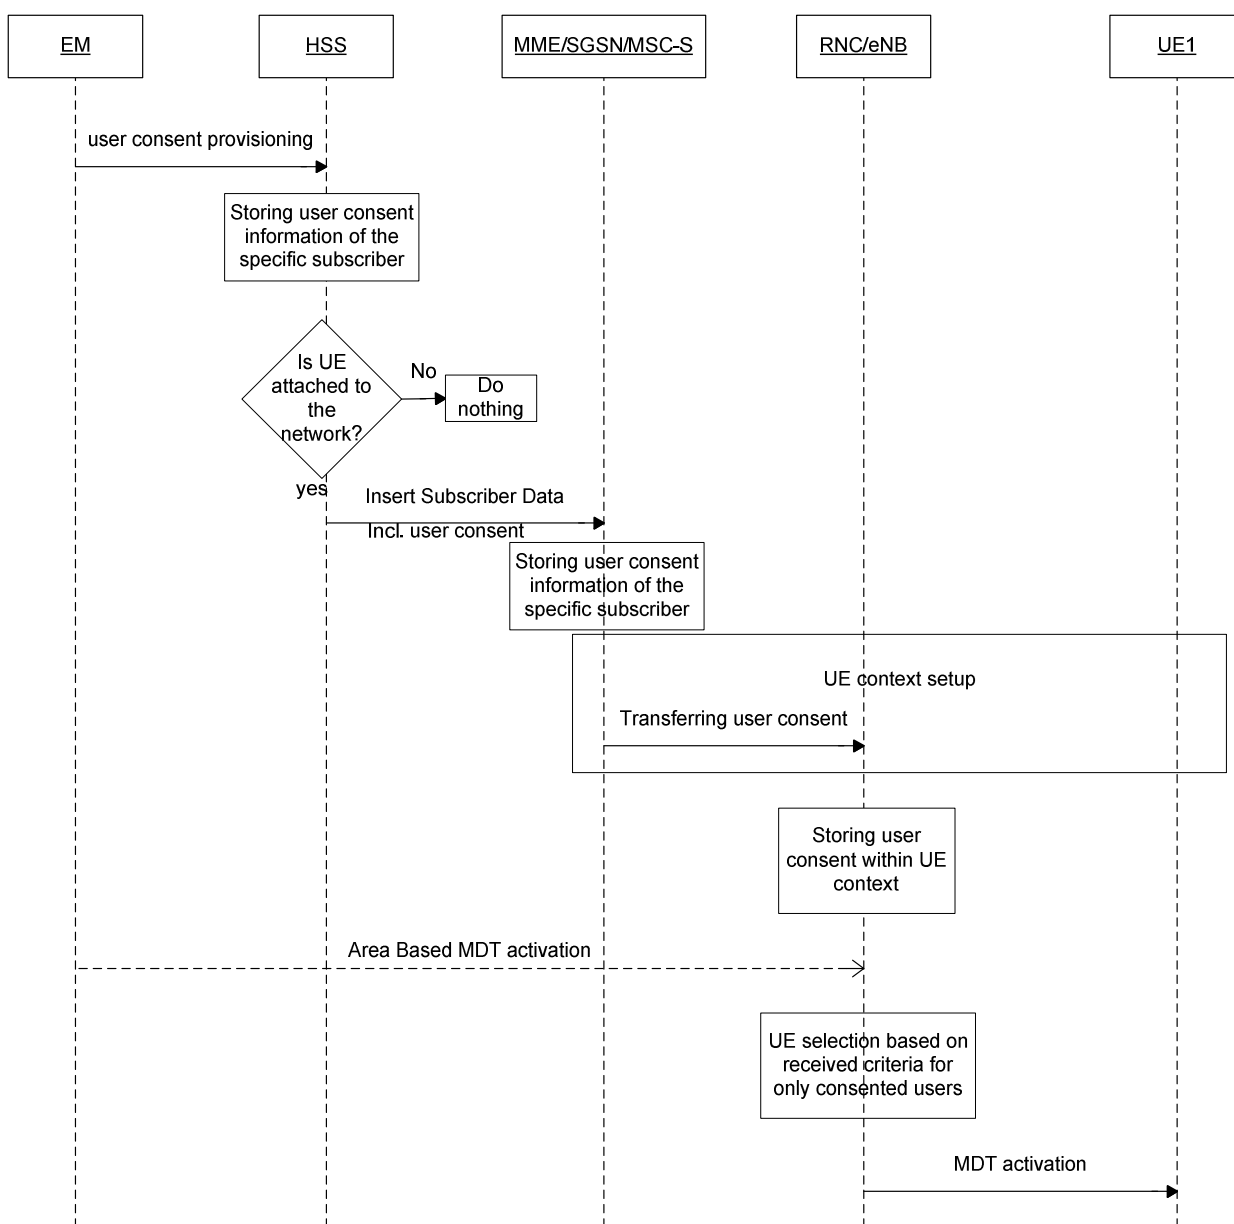 EM
HSS
MME/SGSN/MSC-S
RNC/eNB
UE1
user consent provisioning
Storing user consent
information of the
specific subscriber
Is UE
attached to
the
network?
No
Do
nothing
yes
Insert Subscriber Data
Incl. user consent
Storing user consent
information of the
specific subscriber
UE context setup
Transferring user consent
Storing user
consent within UE
context
Area Based MDT activation
UE selection based on
received criteria for
only consented users
MDT activation